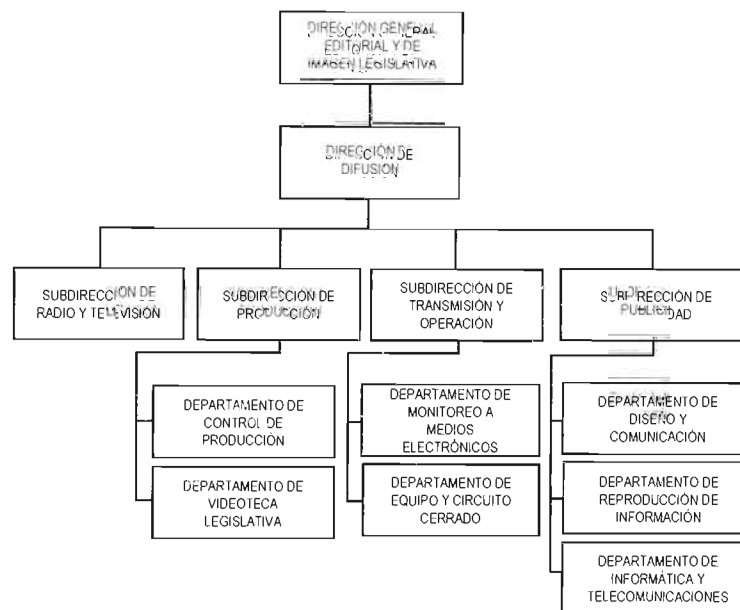 DIRECCIÓN GENERAL
EDITORIAL Y DE
IMAGEN LEGISLATIVA
DIRECCIÓN DE
DIFUSIÓN
SUBDIRECCIÓN DE
RADIO Y TELEVISIÓN
SUBDIRECCIÓN DE
PRODUCCIÓN
SUBDIRECCIÓN DE
TRANSMISIÓN Y
OPERACIÓN
SUBDIRECCIÓN DE
PUBLICIDAD
DEPARTAMENTO DE
CONTROL DE
PRODUCCIÓN
DEPARTAMENTO DE
MONITOREO A
MEDIOS
ELECTRÓNICOS
DEPARTAMENTO DE
DISEÑO Y
COMUNICACIÓN
DEPARTAMENTO DE
VIDEOTECA
LEGISLATIVA
DEPARTAMENTO DE
EQUIPO Y CIRCUITO
CERRADO
DEPARTAMENTO DE
REPRODUCCIÓN DE
INFORMACIÓN
DEPARTAMENTO DE
INFORMÁTICA Y
TELECOMUNICACIONES